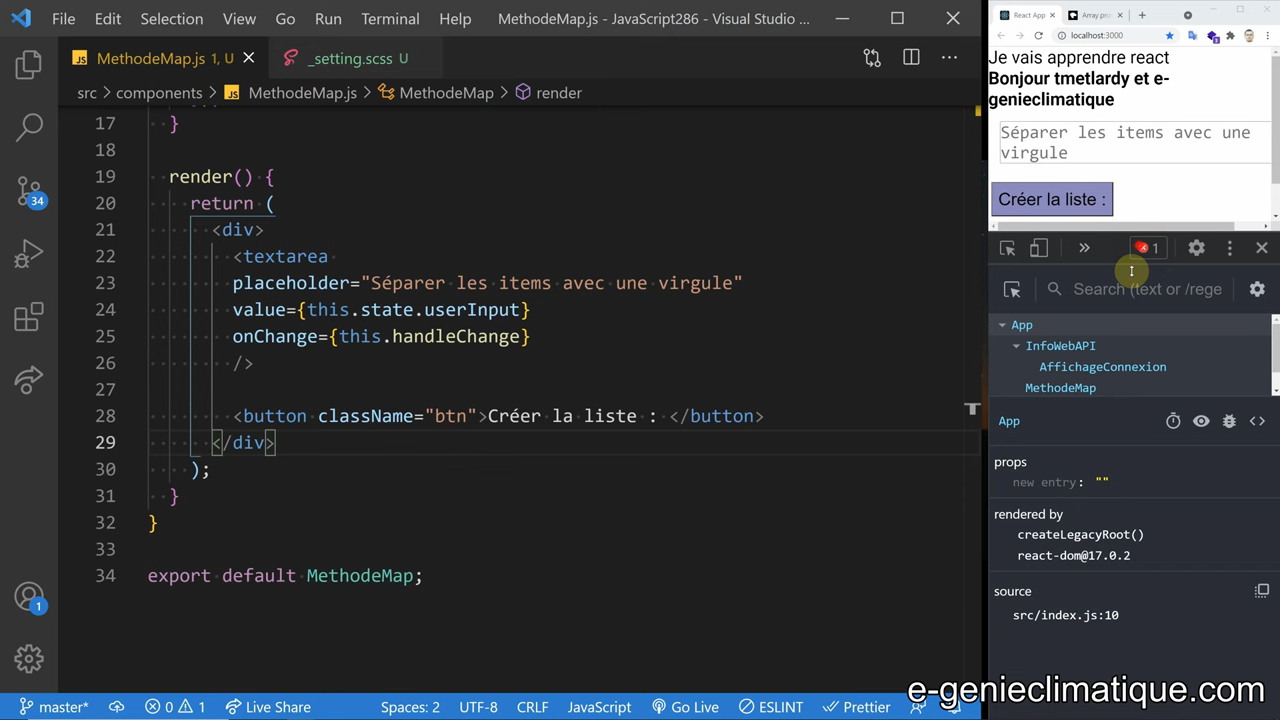 File Edit Selection View Go Run Terminal Help MethodeMap.js - JavaScript286 - Visual Studio ...
MethodeMap.js 1, U
_setting.scss U
src > components > MethodeMap.js > MethodeMap > render
17 }
18
19 render() {
20 return (
21 <div>
22 <textarea
23 placeholder="Séparer les items avec une virgule"
24 value={this.state.userInput}
25 onChange={this.handleChange}
26 />
27
28 <button className="btn">Créer la liste : </button>
29 </div>
30 );
31 }
32 }
33
34 export default MethodeMap;
34
1
master* 0 1 Live Share Spaces: 2 UTF-8 CRLF JavaScript Go Live ESLINT Prettier
React App
Array.pro
localhost:3000
Je vais apprendre react
Bonjour tmetlardy et e-
genieclimatique
Séparer les items avec une
virgule
Créer la liste :
1
Search (text or /rege
App
InfoWebAPI
AffichageConnexion
MethodeMap
App
props
new entry: ""
rendered by
createLegacyRoot()
react-dom@17.0.2
source
src/index.js:10
e-genieclimatique.com